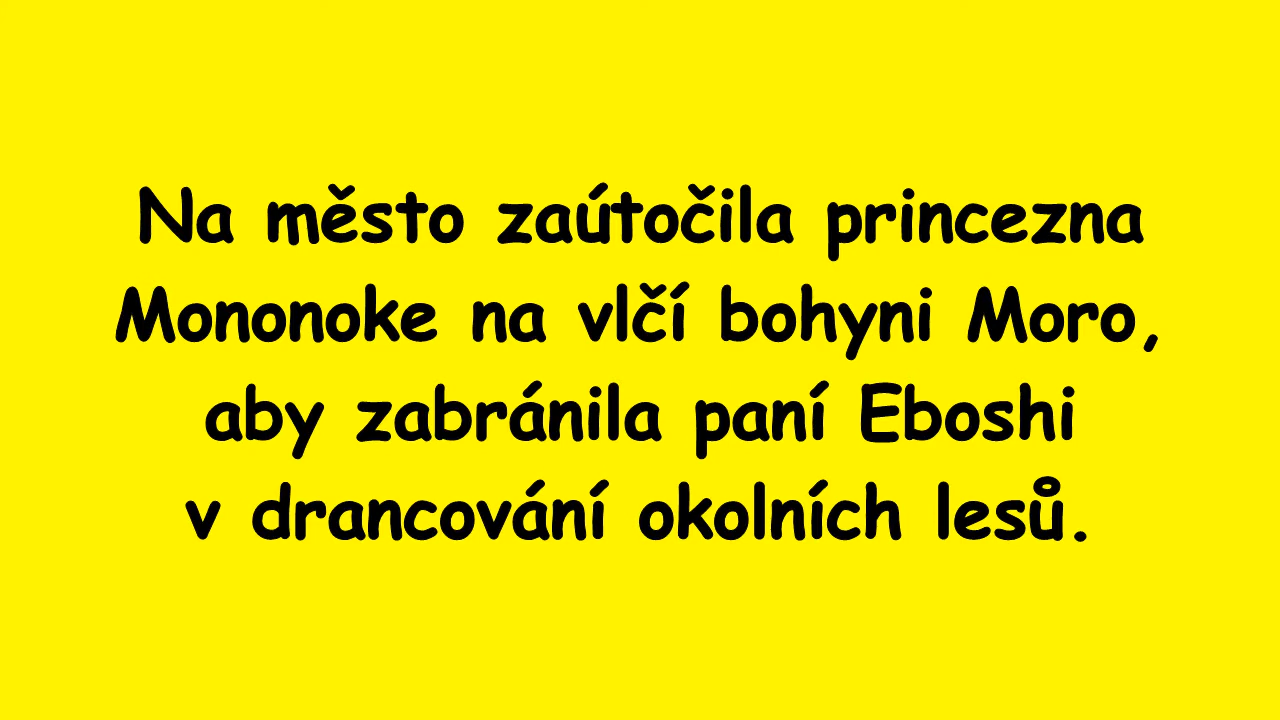 Na město zaútočila princezna
Mononoke na vlčí bohyni Moro,
aby zabránila paní Eboshi
v drancování okolních lesů.